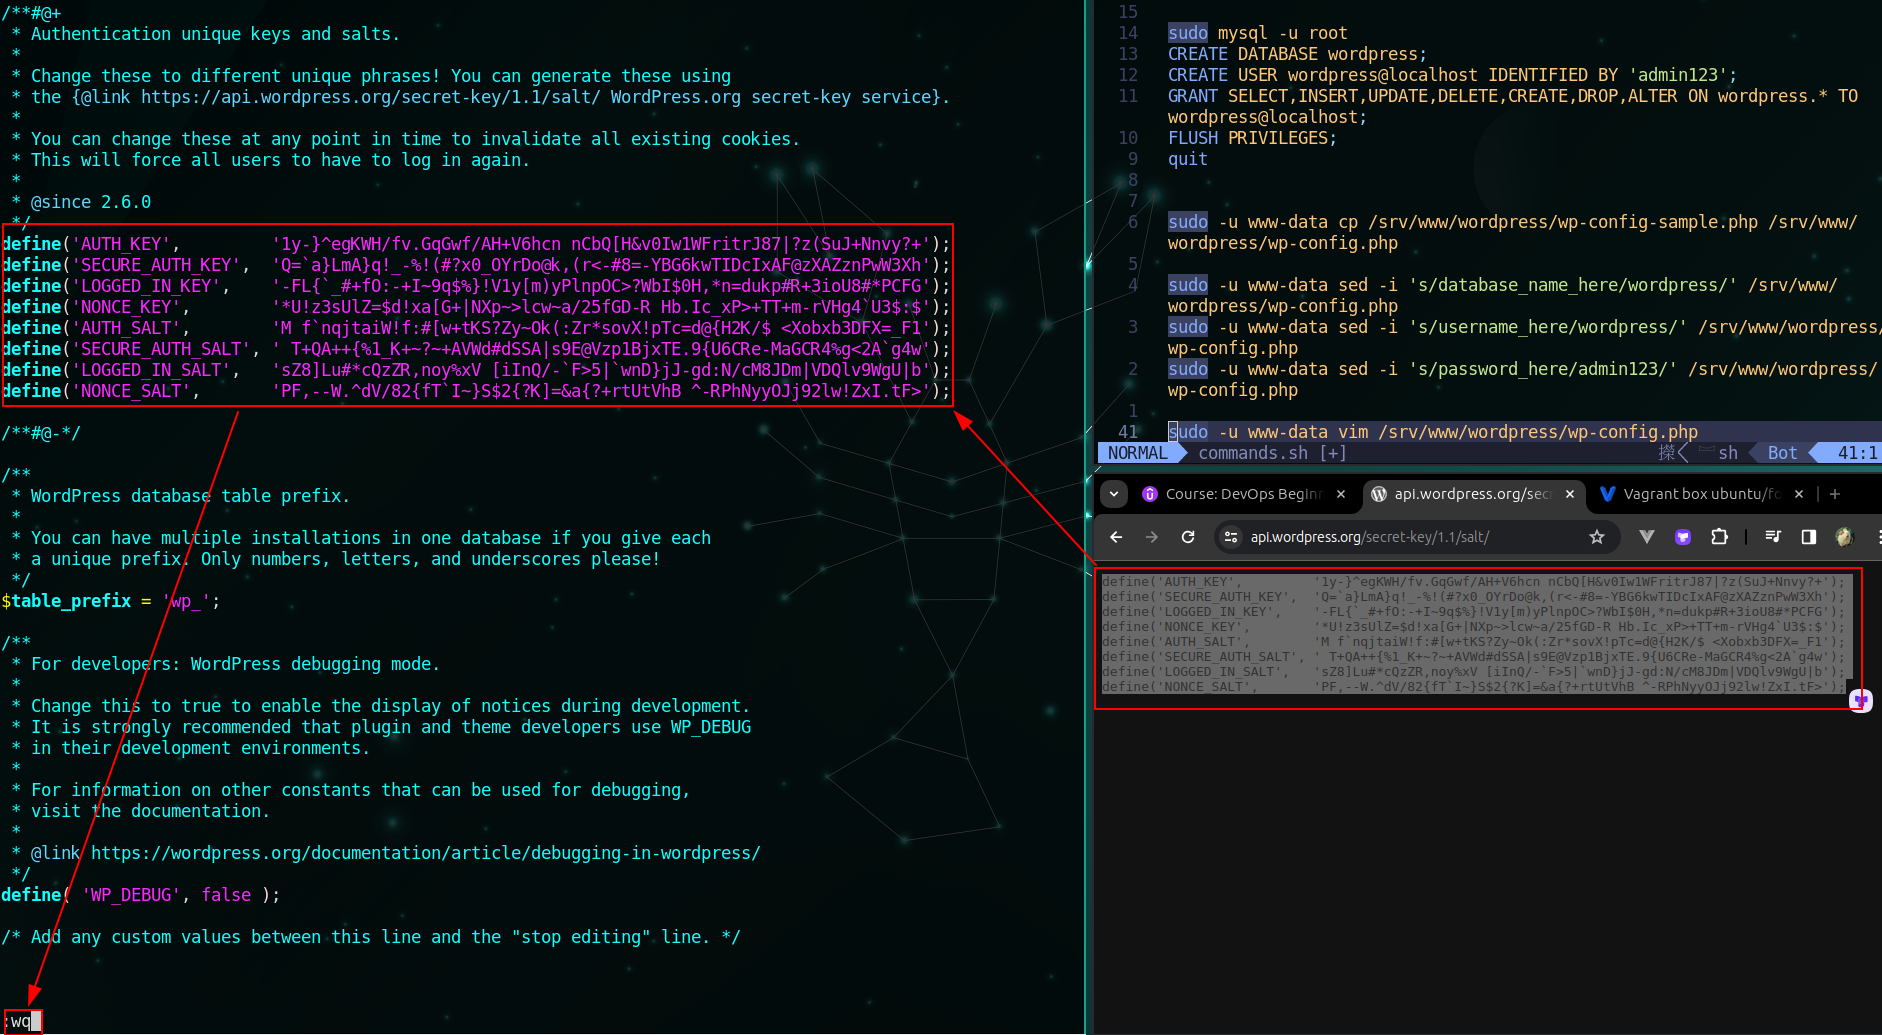 /**#@+
 * Authentication unique keys and salts.
 *
 * Change these to different unique phrases! You can generate these using
 * the {@link https://api.wordpress.org/secret-key/1.1/salt/ WordPress.org secret-key service}.
 *
 * You can change these at any point in time to invalidate all existing cookies.
 * This will force all users to have to log in again.
 *
 * @since 2.6.0
 */
define('AUTH_KEY',         '1y-}^egKWH/fv.GqGwf/AH+V6hcn nCbQ[H&v0Iw1WFritrJ87|?z(SuJ+Nnvy?+');
define('SECURE_AUTH_KEY',  'Q=`a}LmA}q!_-%!(#?x0_OYrDo@k,(r<-#8=-YBG6kwTIDcIxAF@zXAZznPwW3Xh');
define('LOGGED_IN_KEY',    '-FL{`_#+fO:-+I~9q$%}!V1y[m)yPlnpOC>?WbI$0H,*n=dukp#R+3ioU8#*PCFG');
define('NONCE_KEY',        '*U!z3sUlZ=$d!xa[G+|NXp~>lcw~a/25fGD-R Hb.Ic_xP>+TT+m-rVHg4`U3$:$');
define('AUTH_SALT',        'M f`nqjtaiW!f:#[w+tKS?Zy~Ok(:Zr*sovX!pTc=d@{H2K/$ <Xobxb3DFX=_F1');
define('SECURE_AUTH_SALT', ' T+QA++{%1_K+~?~+AVWd#dSSA|s9E@Vzp1BjxTE.9{U6CRe-MaGCR4%g<2A`g4w');
define('LOGGED_IN_SALT',   'sZ8]Lu#*cQzZR,noy%xV [iInQ/-`F>5|`wnD}jJ-gd:N/cM8JDm|VDQlv9WgU|b');
define('NONCE_SALT',       'PF,--W.^dV/82{fT`I~}S$2{?K]=&a{?+rtUtVhB ^-RPhNyyOJj92lw!ZxI.tF>');
/**#@-*/
/**
 * WordPress database table prefix.
 *
 * You can have multiple installations in one database if you give each
 * a unique prefix. Only numbers, letters, and underscores please!
 */
$table_prefix = 'wp_';
/**
 * For developers: WordPress debugging mode.
 *
 * Change this to true to enable the display of notices during development.
 * It is strongly recommended that plugin and theme developers use WP_DEBUG
 * in their development environments.
 *
 * For information on other constants that can be used for debugging,
 * visit the documentation.
 *
 * @link https://wordpress.org/documentation/article/debugging-in-wordpress/
 */
define( 'WP_DEBUG', false );
/* Add any custom values between this line and the "stop editing" line. */
:wq
15
14 sudo mysql -u root
13 CREATE DATABASE wordpress;
12 CREATE USER wordpress@localhost IDENTIFIED BY 'admin123';
11 GRANT SELECT,INSERT,UPDATE,DELETE,CREATE,DROP,ALTER ON wordpress.* TO
wordpress@localhost;
10 FLUSH PRIVILEGES;
9 quit
8
7
6 sudo -u www-data cp /srv/www/wordpress/wp-config-sample.php /srv/www/
wordpress/wp-config.php
5
4 sudo -u www-data sed -i 's/database_name_here/wordpress/' /srv/www/
wordpress/wp-config.php
3 sudo -u www-data sed -i 's/username_here/wordpress/' /srv/www/wordpress/
wp-config.php
2 sudo -u www-data sed -i 's/password_here/admin123/' /srv/www/wordpress/
wp-config.php
1
41 sudo -u www-data vim /srv/www/wordpress/wp-config.php
NORMAL commands.sh [+] sh Bot 41:1
Course: DevOps Beginn api.wordpress.org/sec Vagrant box ubuntu/fo
api.wordpress.org/secret-key/1.1/salt/
define('AUTH_KEY',         '1y-}^egKWH/fv.GqGwf/AH+V6hcn nCbQ[H&v0Iw1WFritrJ87|?z(SuJ+Nnvy?+');
define('SECURE_AUTH_KEY',  'Q=`a}LmA}q!_-%!(#?x0_OYrDo@k,(r<-#8=-YBG6kwTIDcIxAF@zXAZznPwW3Xh');
define('LOGGED_IN_KEY',    '-FL{`_#+fO:-+I~9q$%}!V1y[m)yPlnpOC>?WbI$0H,*n=dukp#R+3ioU8#*PCFG');
define('NONCE_KEY',        '*U!z3sUlZ=$d!xa[G+|NXp~>lcw~a/25fGD-R Hb.Ic_xP>+TT+m-rVHg4`U3$:$');
define('AUTH_SALT',        'M f`nqjtaiW!f:#[w+tKS?Zy~Ok(:Zr*sovX!pTc=d@{H2K/$ <Xobxb3DFX=_F1');
define('SECURE_AUTH_SALT', ' T+QA++{%1_K+~?~+AVWd#dSSA|s9E@Vzp1BjxTE.9{U6CRe-MaGCR4%g<2A`g4w');
define('LOGGED_IN_SALT',   'sZ8]Lu#*cQzZR,noy%xV [iInQ/-`F>5|`wnD}jJ-gd:N/cM8JDm|VDQlv9WgU|b');
define('NONCE_SALT',       'PF,--W.^dV/82{fT`I~}S$2{?K]=&a{?+rtUtVhB ^-RPhNyyOJj92lw!ZxI.tF>');